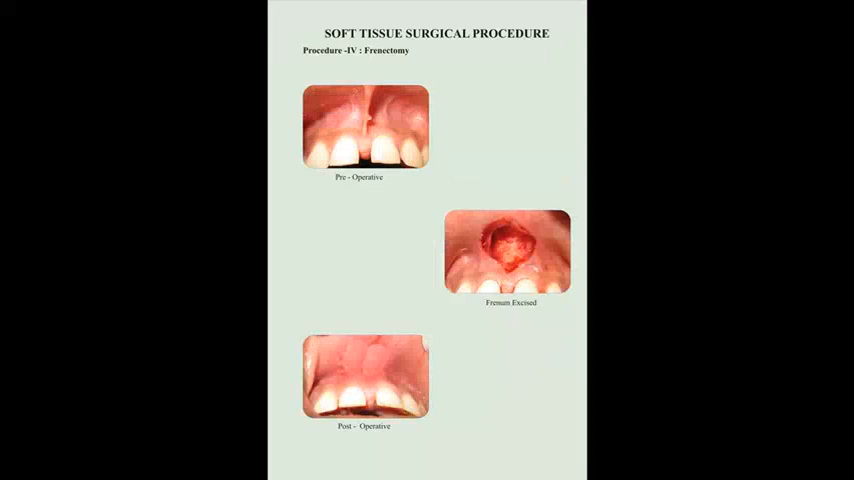 SOFT TISSUE SURGICAL PROCEDURE
Procedure -IV : Frenectomy
Pre - Operative
Frenum Excised
Post - Operative